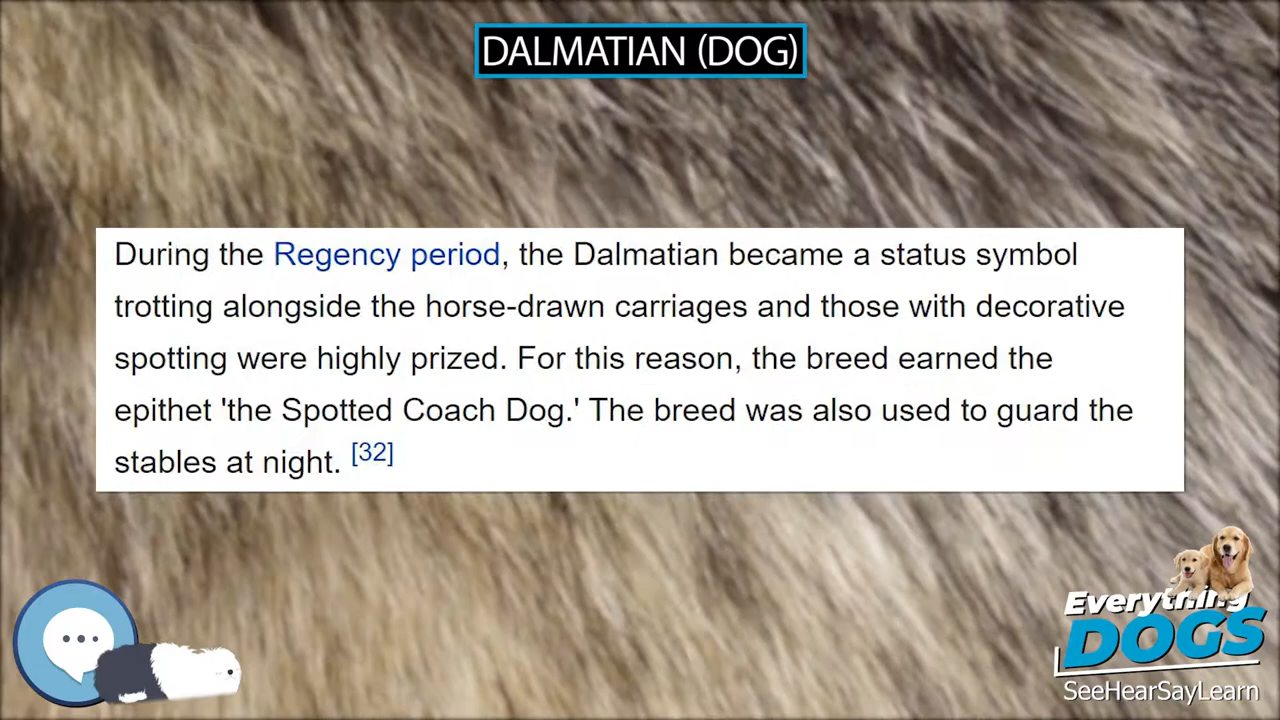 DALMATIAN (DOG)
During the Regency period, the Dalmatian became a status symbol
trotting alongside the horse-drawn carriages and those with decorative
spotting were highly prized. For this reason, the breed earned the
epithet 'the Spotted Coach Dog.' The breed was also used to guard the
stables at night. [32]
Everything
DOGS
SeeHearSayLearn